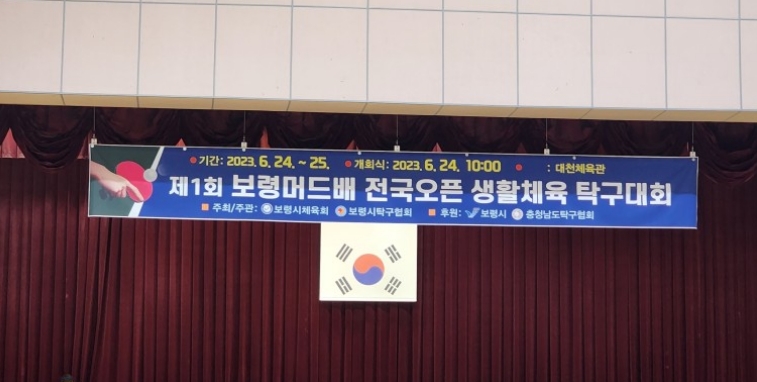 기간: 2023. 6. 24. ~ 25. 개회식: 2023. 6. 24. 10:00 : 대천체육관
제1회 보령머드배 전국오픈 생활체육 탁구대회
주최/주관: 보령시체육회 보령시탁구협회 후원: 보령시 충청남도탁구협회